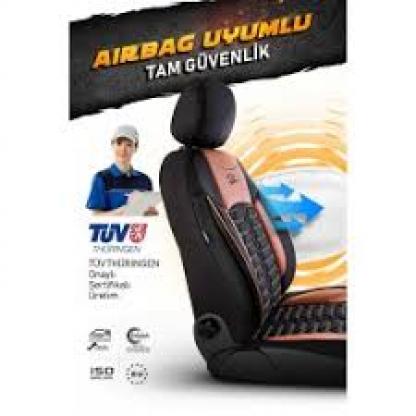 AIRBAG UYUMLU
TAM GÜVENLİK
TÜV
THÜRINGEN
TÜV THÜRINGEN
Onaylı
Sertifikalı
Üretim
ISO